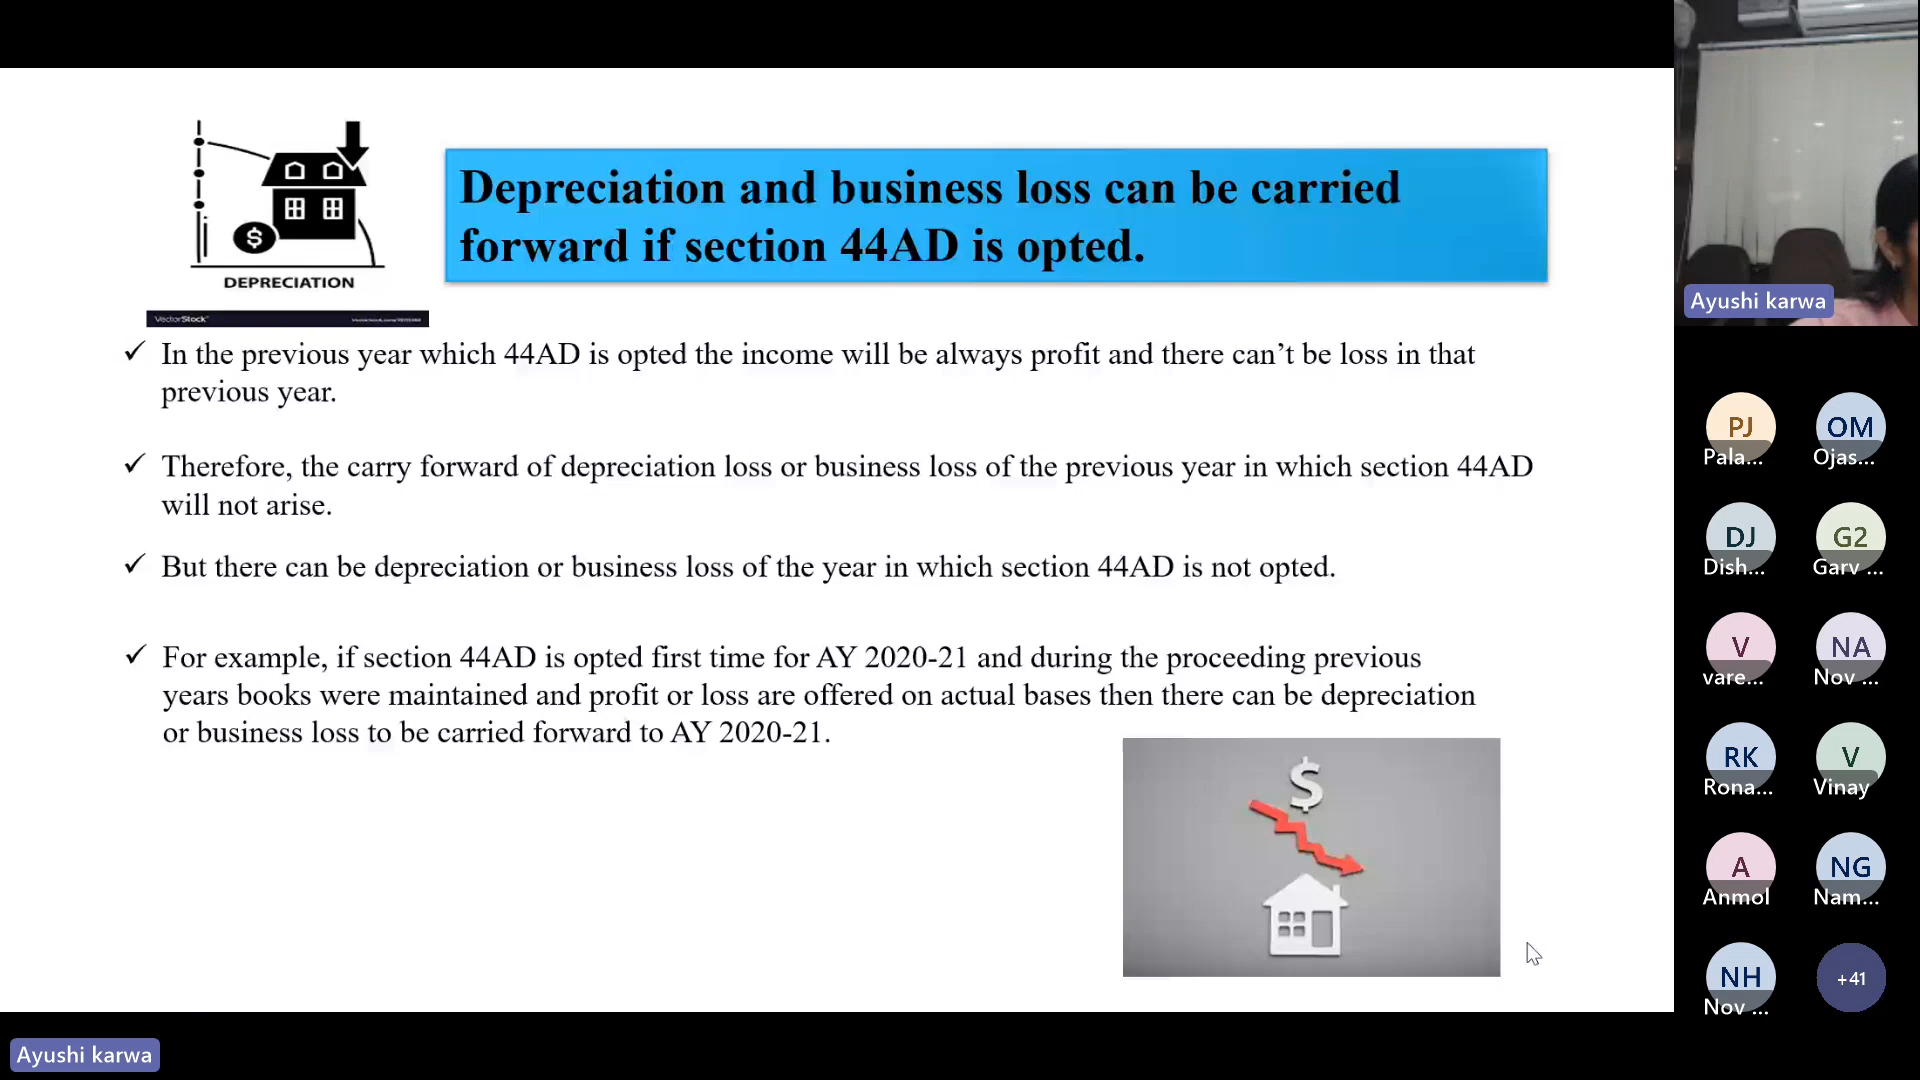 $
DEPRECIATION
VectorStock
Depreciation and business loss can be carried
forward if section 44AD is opted.
✓ In the previous year which 44AD is opted the income will be always profit and there can’t be loss in that
previous year.
✓ Therefore, the carry forward of depreciation loss or business loss of the previous year in which section 44AD
will not arise.
✓ But there can be depreciation or business loss of the year in which section 44AD is not opted.
✓ For example, if section 44AD is opted first time for AY 2020-21 and during the proceeding previous
years books were maintained and profit or loss are offered on actual bases then there can be depreciation
or business loss to be carried forward to AY 2020-21.
$
Ayushi karwa
Ayushi karwa
PJ
Pala...
OM
Ojas...
DJ
Dish...
G2
Garv ...
V
vare...
NA
Nov ...
RK
Rona...
V
Vinay
A
Anmol
NG
Nam...
NH
Nov ...
+41